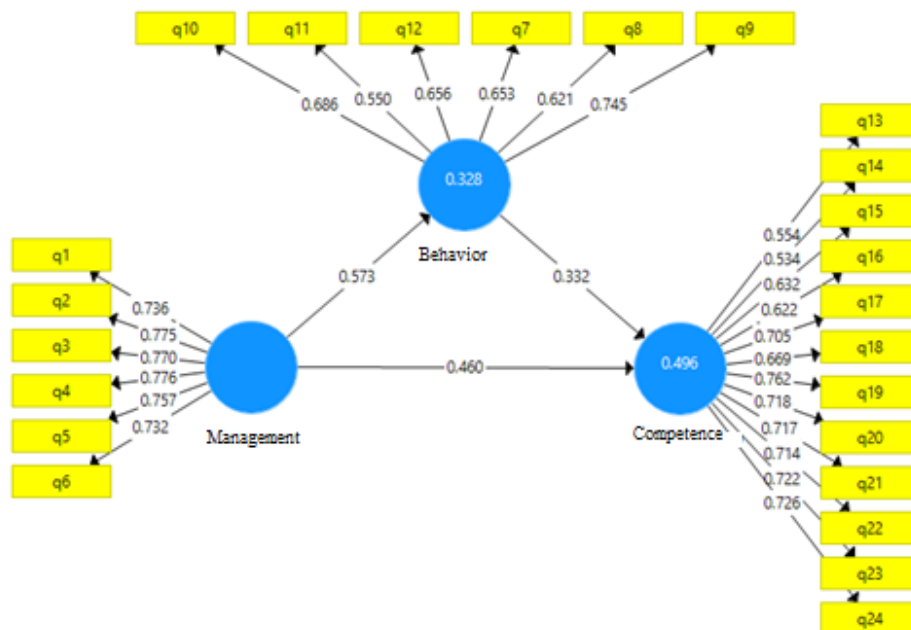 q10 q11 q12 q7 q8 q9
0.686 0.550 0.656 0.653 0.621 0.745
0.328
Behavior
0.573
0.332
q1
q2
q3
q4
q5
q6
0.736
0.775
0.770
0.776
0.757
0.732
Management
0.460
0.496
Competence
0.554
0.534
0.632
0.622
0.705
0.669
0.762
0.718
0.717
0.714
0.722
0.726
q13
q14
q15
q16
q17
q18
q19
q20
q21
q22
q23
q24